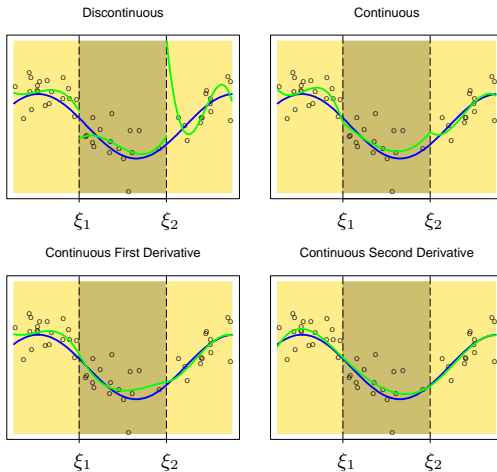 Discontinuous
Continuous
ξ1 ξ2
ξ1 ξ2
Continuous First Derivative
Continuous Second Derivative
ξ1 ξ2
ξ1 ξ2